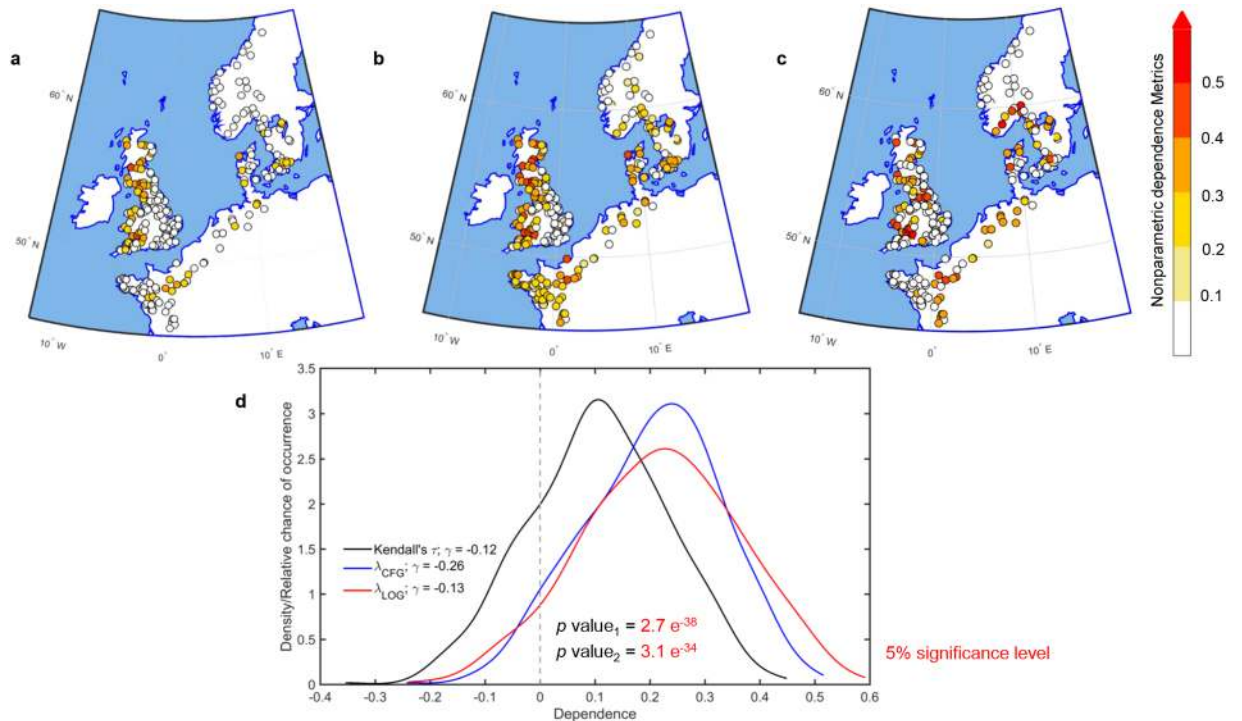 a
b
c
60° N
50° N
10° W
0°
10° E
60° N
50° N
10° W
0°
10° E
60° N
50° N
10° W
0°
10° E
Nonparametric dependence Metrics
0.5
0.4
0.3
0.2
0.1
d
Density/Relative chance of occurrence
3.5
3
2.5
2
1.5
1
0.5
0
Kendall's τ; γ = -0.12
λCFG; γ = -0.26
λLOG; γ = -0.13
p value1 = 2.7 e-38
p value2 = 3.1 e-34
5% significance level
-0.4 -0.3 -0.2 -0.1 0 0.1 0.2 0.3 0.4 0.5 0.6
Dependence